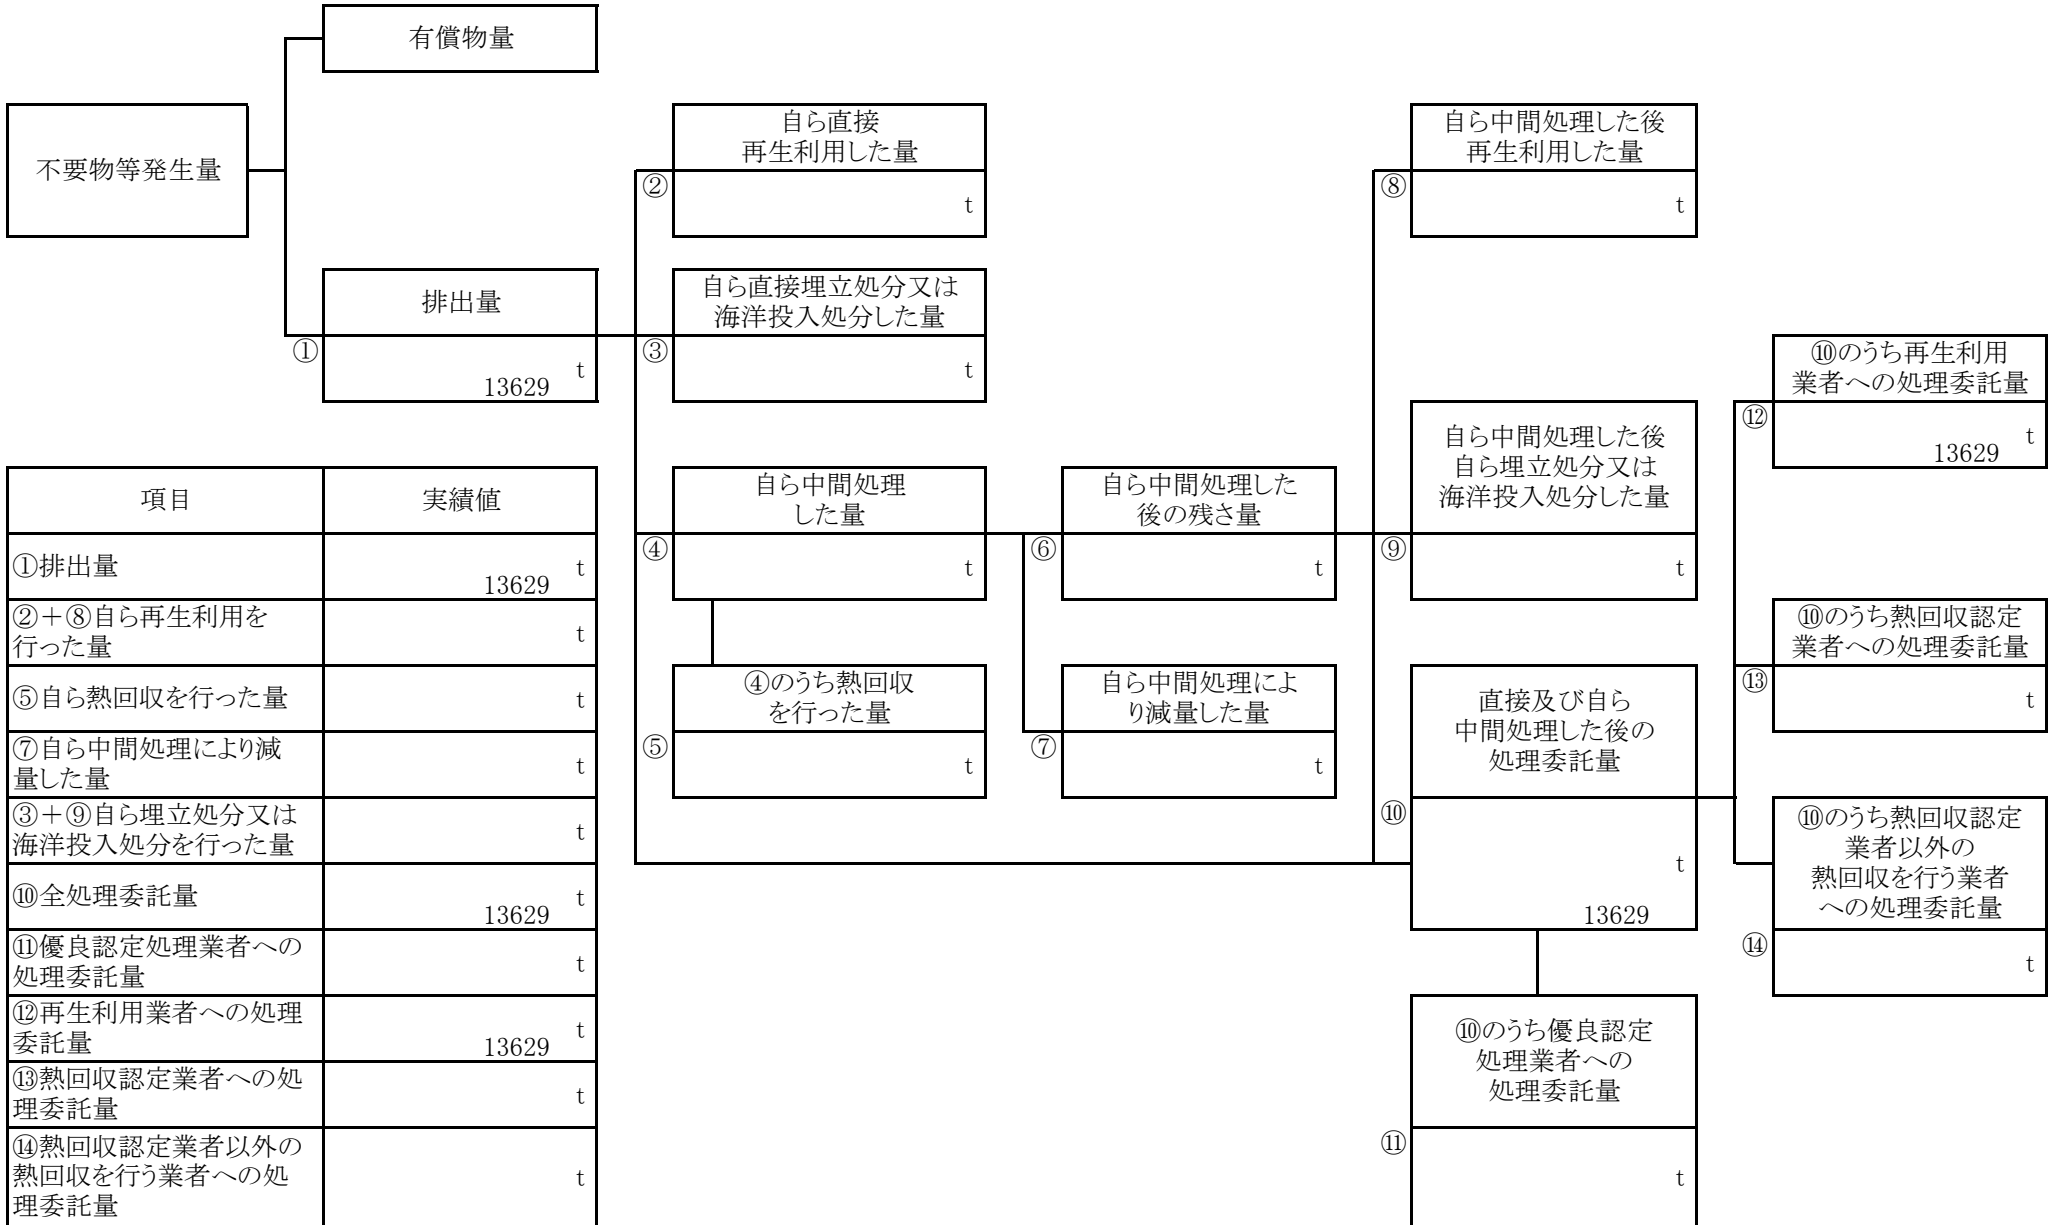 有償物量
不要物等発生量
排出量
①
t
13629
自ら直接
再生利用した量
②
t
自ら直接埋立処分又は
海洋投入処分した量
③
t
自ら中間処理
した量
④
t
④のうち熱回収
を行った量
⑤
t
自ら中間処理した
後の残さ量
⑥
t
自ら中間処理によ
り減量した量
⑦
t
自ら中間処理した後
再生利用した量
⑧
t
自ら中間処理した後
自ら埋立処分又は
海洋投入処分した量
⑨
t
直接及び自ら
中間処理した後の
処理委託量
⑩
t
13629
⑩のうち優良認定
処理業者への
処理委託量
⑪
t
⑩のうち再生利用
業者への処理委託量
⑫
t
13629
⑩のうち熱回収認定
業者への処理委託量
⑬
t
⑩のうち熱回収認定
業者以外の
熱回収を行う業者
への処理委託量
⑭
t
項目 実績値
①排出量 t
13629
②+⑧自ら再生利用を
行った量 t
⑤自ら熱回収を行った量 t
⑦自ら中間処理により減
量した量 t
③+⑨自ら埋立処分又は
海洋投入処分を行った量 t
⑩全処理委託量 t
13629
⑪優良認定処理業者への
処理委託量 t
⑫再生利用業者への処理
委託量 t
13629
⑬熱回収認定業者への処
理委託量 t
⑭熱回収認定業者以外の
熱回収を行う業者への処
理委託量 t